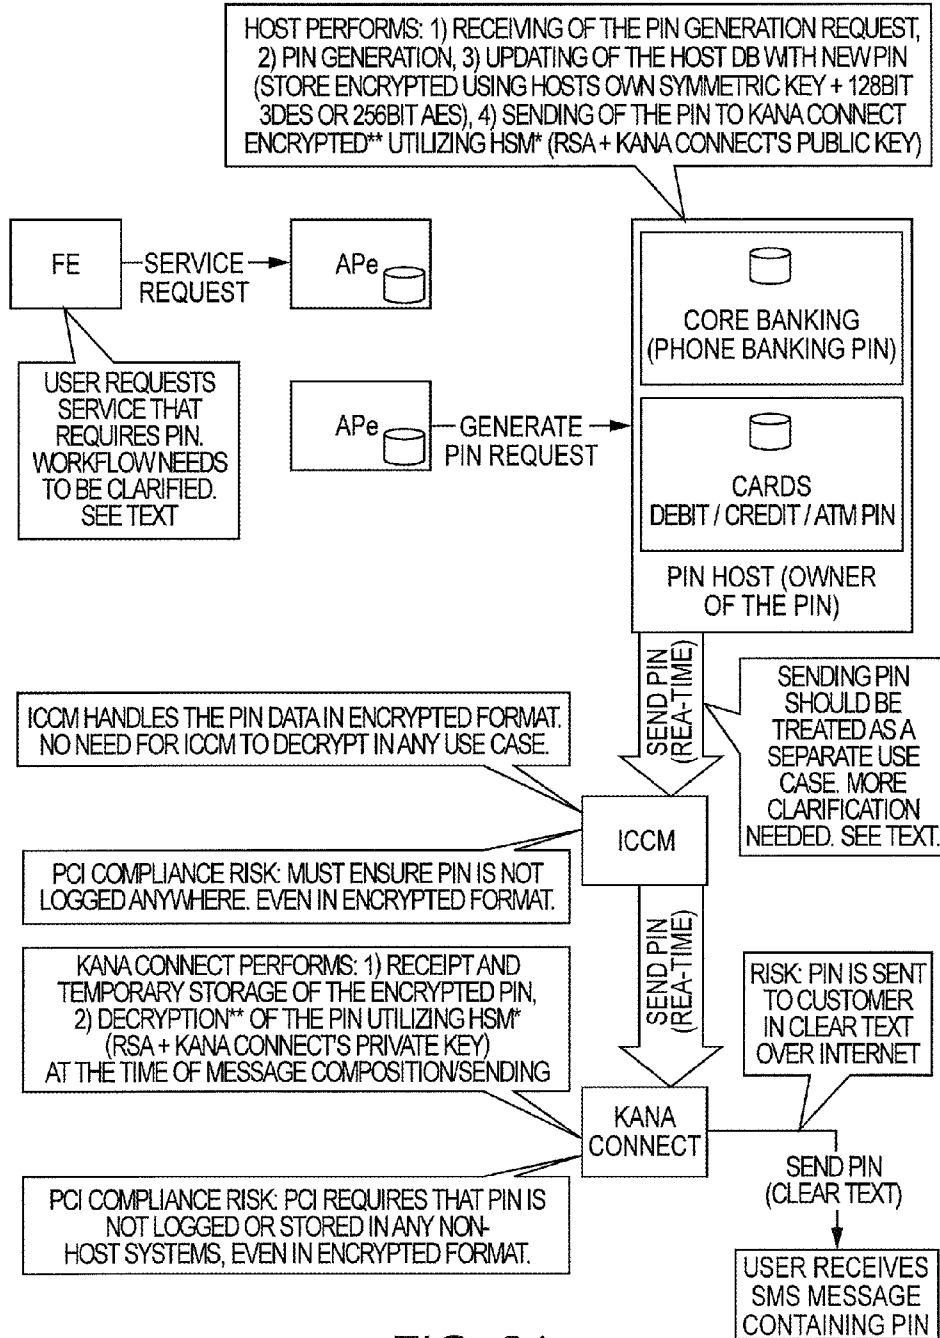 HOST PERFORMS: 1) RECEIVING OF THE PIN GENERATION REQUEST,
2) PIN GENERATION, 3) UPDATING OF THE HOST DB WITH NEW PIN
(STORE ENCRYPTED USING HOSTS OWN SYMMETRIC KEY + 128BIT
3DES OR 256BIT AES), 4) SENDING OF THE PIN TO KANA CONNECT
ENCRYPTED** UTILIZING HSM* (RSA + KANA CONNECT'S PUBLIC KEY)
FE
SERVICE
REQUEST
APe
CORE BANKING
(PHONE BANKING PIN)
USER REQUESTS
SERVICE THAT
REQUIRES PIN.
WORKFLOW NEEDS
TO BE CLARIFIED.
SEE TEXT
APe
GENERATE
PIN REQUEST
CARDS
DEBIT / CREDIT / ATM PIN
PIN HOST (OWNER
OF THE PIN)
SEND PIN
(REA-TIME)
SENDING PIN
SHOULD BE
TREATED AS A
SEPARATE USE
CASE. MORE
CLARIFICATION
NEEDED. SEE TEXT.
ICCM HANDLES THE PIN DATA IN ENCRYPTED FORMAT.
NO NEED FOR ICCM TO DECRYPT IN ANY USE CASE.
ICCM
PCI COMPLIANCE RISK: MUST ENSURE PIN IS NOT
LOGGED ANYWHERE. EVEN IN ENCRYPTED FORMAT.
SEND PIN
(REA-TIME)
KANA CONNECT PERFORMS: 1) RECEIPT AND
TEMPORARY STORAGE OF THE ENCRYPTED PIN,
2) DECRYPTION** OF THE PIN UTILIZING HSM*
(RSA + KANA CONNECT'S PRIVATE KEY)
AT THE TIME OF MESSAGE COMPOSITION/SENDING
RISK: PIN IS SENT
TO CUSTOMER
IN CLEAR TEXT
OVER INTERNET
KANA
CONNECT
SEND PIN
(CLEAR TEXT)
PCI COMPLIANCE RISK: PCI REQUIRES THAT PIN IS
NOT LOGGED OR STORED IN ANY NON-
HOST SYSTEMS, EVEN IN ENCRYPTED FORMAT.
USER RECEIVES
SMS MESSAGE
CONTAINING PIN